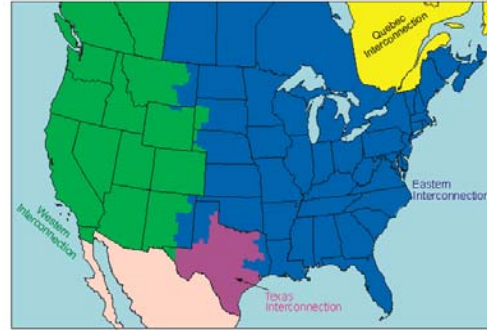 Quebec
Interconnection
Eastern
Interconnection
Western
Interconnection
Texas
Interconnection